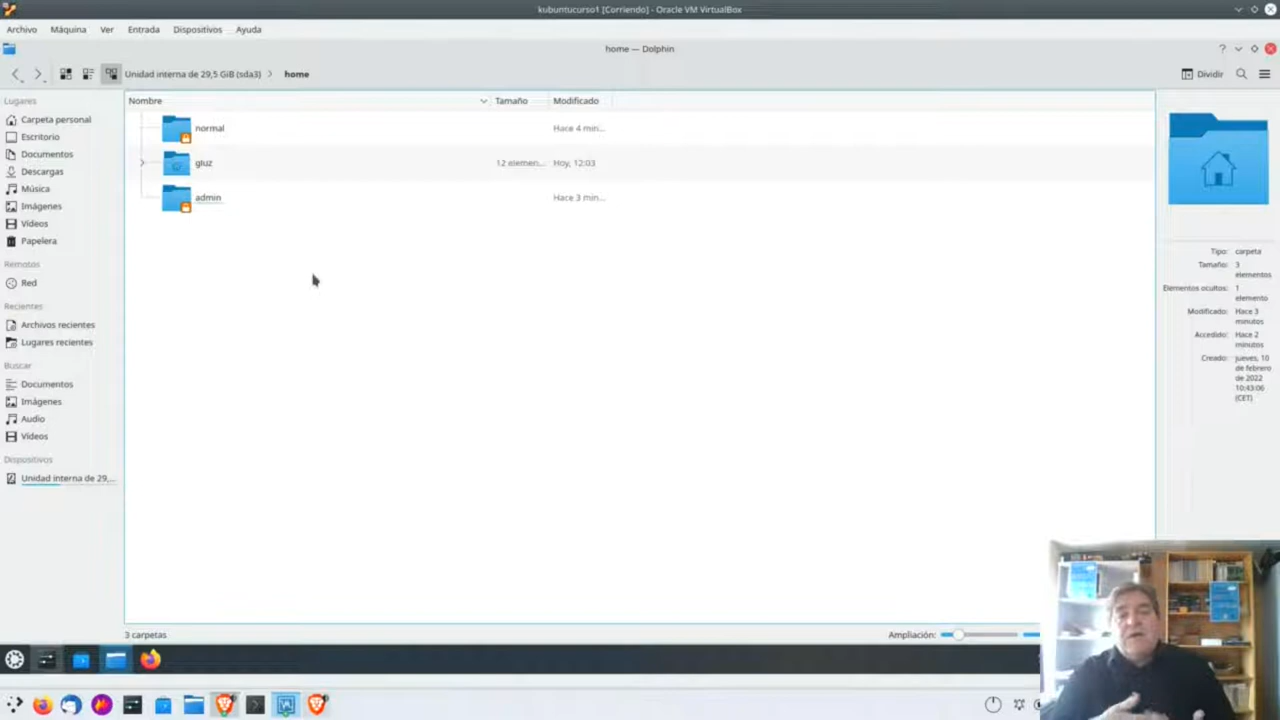 kubuntucurso1 [Corriendo] - Oracle VM VirtualBox
Archivo Máquina Ver Entrada Dispositivos Ayuda
home — Dolphin
Unidad interna de 29,5 GiB (sda3) > home
Dividir
Lugares
Carpeta personal
Escritorio
Documentos
Descargas
Música
Imágenes
Vídeos
Papelera
Remotos
Red
Recientes
Archivos recientes
Lugares recientes
Buscar
Documentos
Imágenes
Audio
Vídeos
Dispositivos
Unidad interna de 29,...
Nombre Tamaño Modificado
normal Hace 4 min...
gluz 12 elemen... Hoy, 12:03
admin Hace 3 min...
Tipo: carpeta
Tamaño: 3
elementos
Elementos ocultos: 1
elemento
Modificado: Hace 3
minutos
Accedido: Hace 2
minutos
Creado: jueves, 10
de febrero
de 2022
10:43:06
(CET)
3 carpetas
Ampliación: